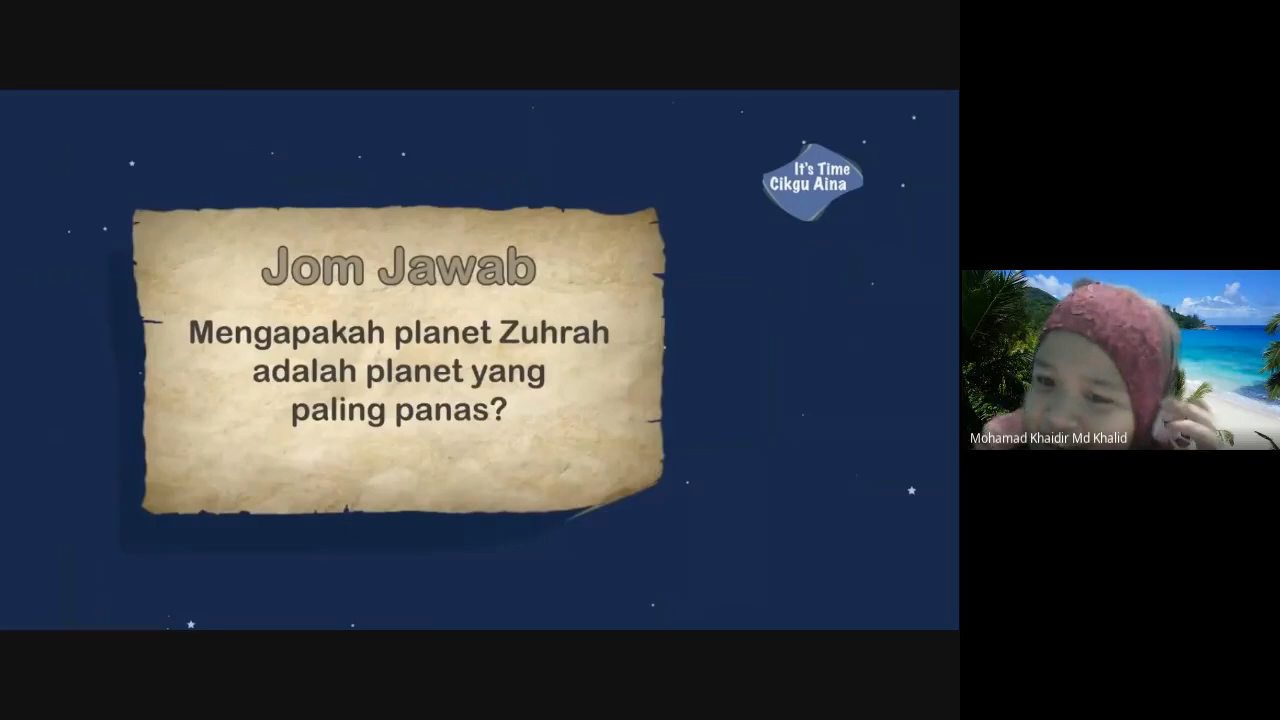 It's Time
Cikgu Aina
Jom Jawab
Mengapakah planet Zuhrah
adalah planet yang
paling panas?
Mohamad Khaidir Md Khalid